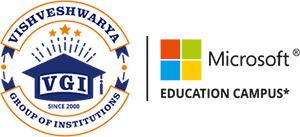 VISHVESHWARYA
VGI
SINCE 2000
GROUP OF INSTITUTIONS
Microsoft®
EDUCATION CAMPUS*